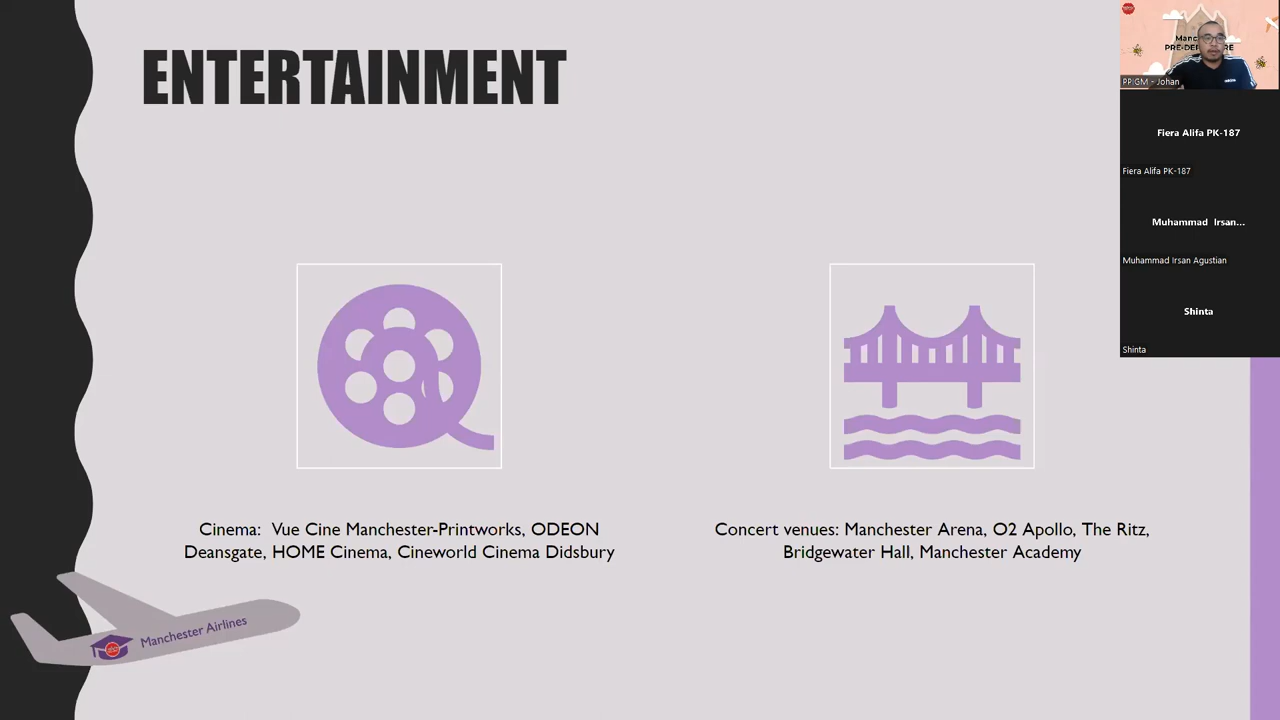 ENTERTAINMENT
Cinema:  Vue Cine Manchester-Printworks, ODEON
Deansgate, HOME Cinema, Cineworld Cinema Didsbury
Concert venues: Manchester Arena, O2 Apollo, The Ritz,
Bridgewater Hall, Manchester Academy
Manchester Airlines
PPIGM - Johan
Fiera Alifa PK-187
Fiera Alifa PK-187
Muhammad  Irsan...
Muhammad Irsan Agustian
Shinta
Shinta